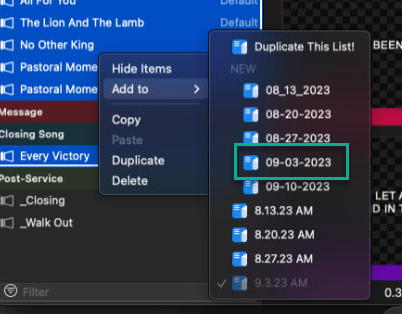 All For You
Default
The Lion And The Lamb
Default
No Other King
Pastoral Mome
Pastoral Mome
Message
Closing Song
Every Victory
Post-Service
_Closing
_Walk Out
Filter
Hide Items
Add to
Copy
Paste
Duplicate
Delete
Duplicate This List!
NEW
08_13_2023
08-20-2023
08-27-2023
09-03-2023
09-10-2023
8.13.23 AM
8.20.23 AM
8.27.23 AM
9.3.23 AM
BEEN
LET A
D IN T
0.3